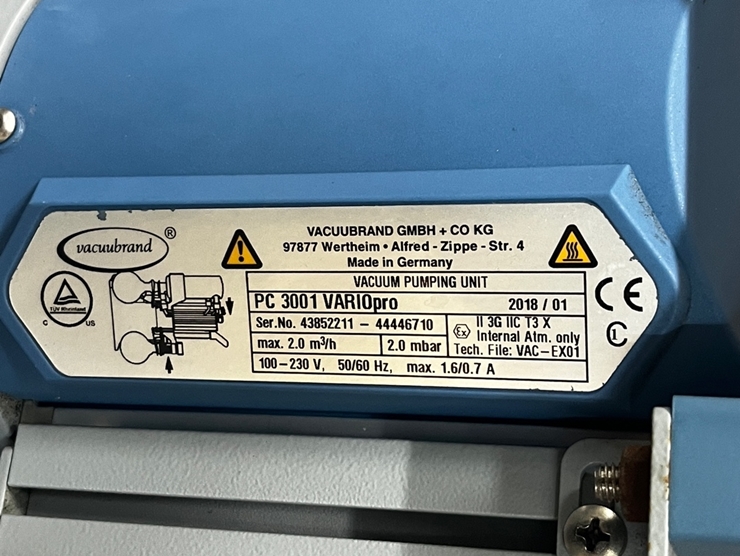 vacuubrand ®
VACUUBRAND GMBH + CO KG
97877 Wertheim • Alfred - Zippe - Str. 4
Made in Germany
TÜV Rheinland
C US
VACUUM PUMPING UNIT
PC 3001 VARIOpro 2018 / 01
Ser.No. 43852211 – 44446710
max. 2.0 m³/h 2.0 mbar
Ex II 3G IIC T3 X
Internal Atm. only
Tech. File: VAC-EX01
100-230 V, 50/60 Hz, max. 1.6/0.7 A
CE